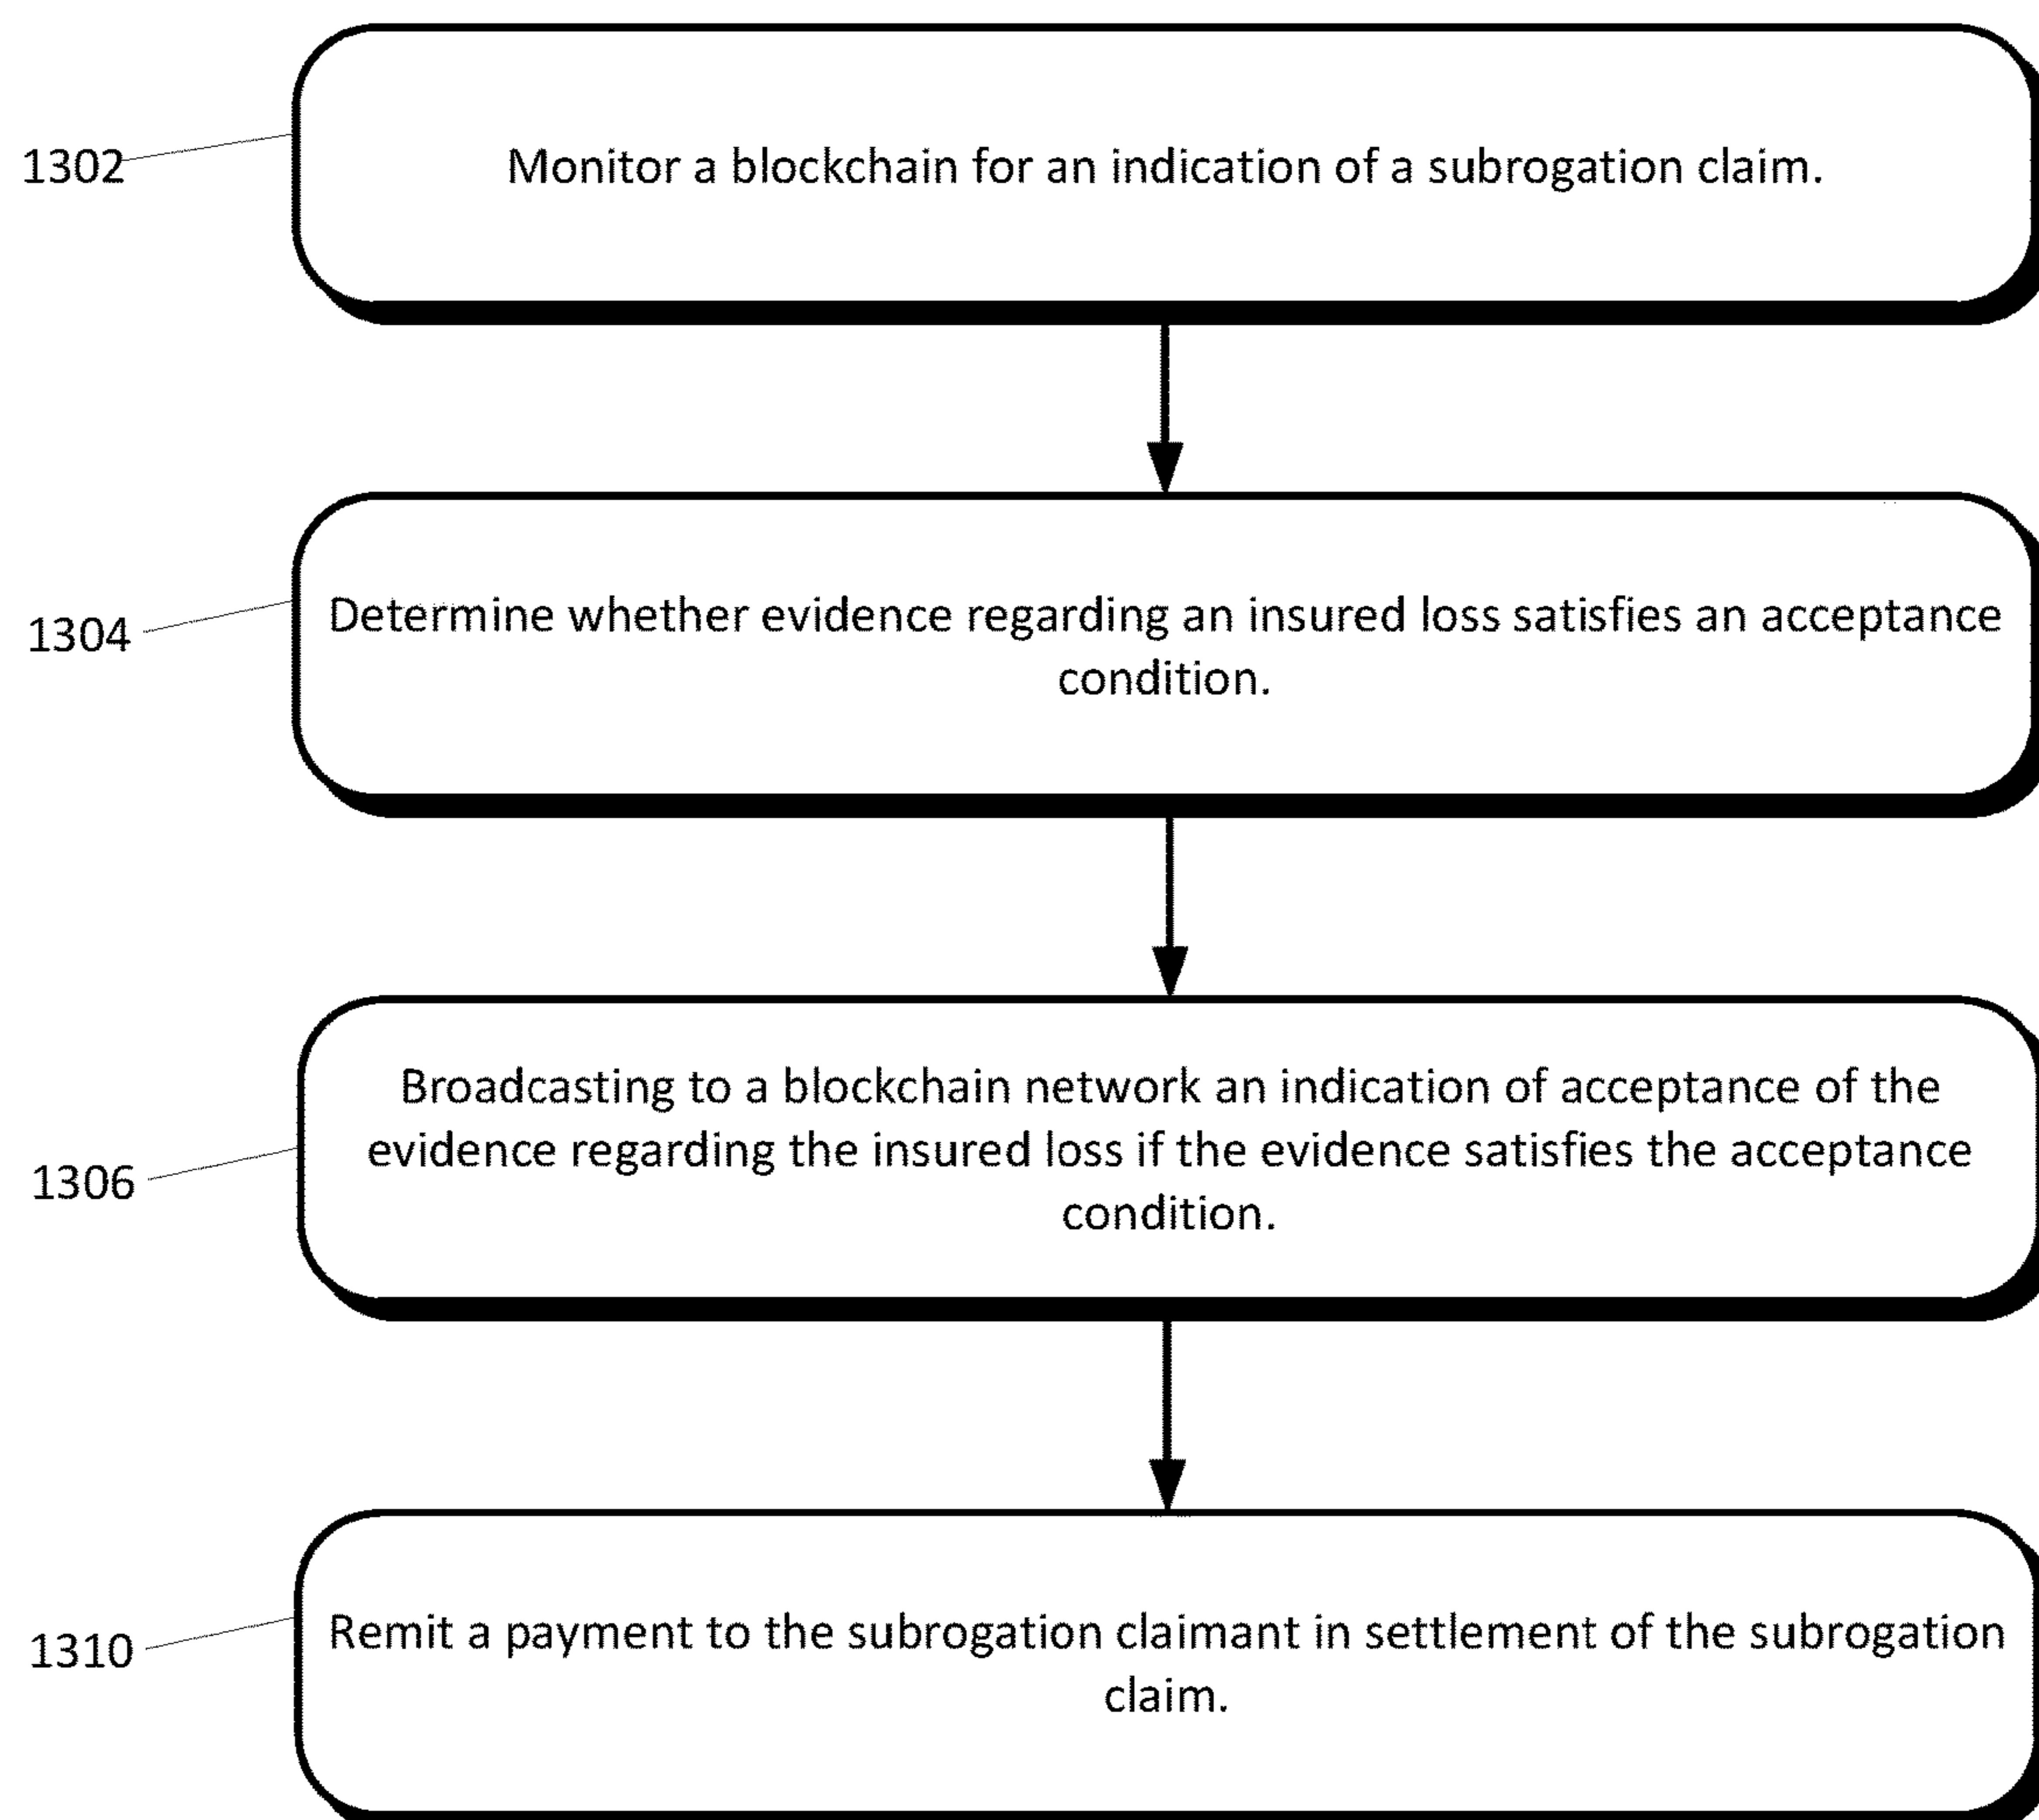 1302
Monitor a blockchain for an indication of a subrogation claim.
1304
Determine whether evidence regarding an insured loss satisfies an acceptance
condition.
1306
Broadcasting to a blockchain network an indication of acceptance of the
evidence regarding the insured loss if the evidence satisfies the acceptance
condition.
1310
Remit a payment to the subrogation claimant in settlement of the subrogation
claim.